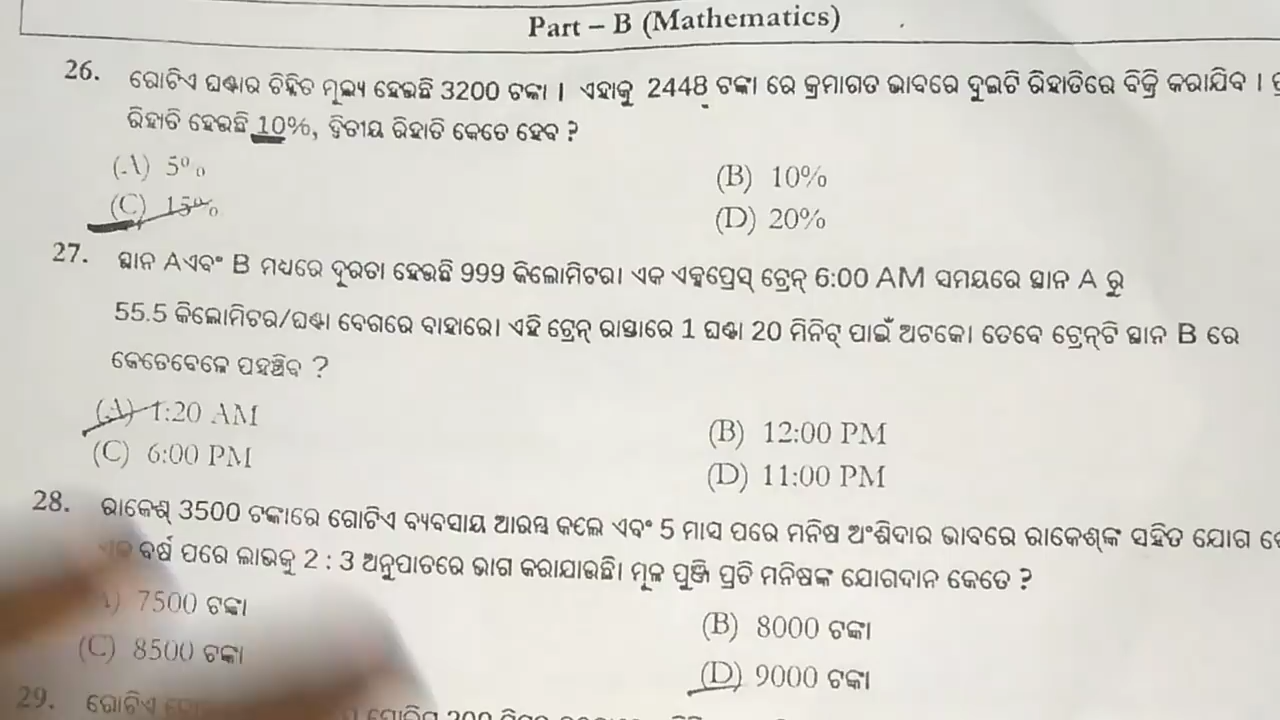 Part – B (Mathematics)
26. ଗୋଟିଏ ଘଣ୍ଟାର ଚିହ୍ନିତ ମୂଲ୍ୟ ହେଉଛି 3200 ଟଙ୍କା । ଏହାକୁ 2448 ଟଙ୍କା ରେ କ୍ରମାଗତ ଭାବରେ ଦୁଇଟି ରିହାତିରେ ବିକ୍ରି କରାଯିବ ।
ରିହାତି ହେଉଛି 10%, ଦ୍ୱିତୀୟ ରିହାତି କେତେ ହେବ ?
(A) 5%
(B) 10%
(C) 15%
(D) 20%
27. ସ୍ଥାନ A ଏବଂ B ମଧ୍ୟରେ ଦୂରତା ହେଉଛି 999 କିଲୋମିଟର। ଏକ ଏକ୍ସପ୍ରେସ୍ ଟ୍ରେନ୍ 6:00 AM ସମୟରେ ସ୍ଥାନ A ରୁ
55.5 କିଲୋମିଟର/ଘଣ୍ଟା ବେଗରେ ବାହାରେ। ଏହି ଟ୍ରେନ୍ ରାସ୍ତାରେ 1 ଘଣ୍ଟା 20 ମିନିଟ୍ ପାଇଁ ଅଟକେ। ତେବେ ଟ୍ରେନ୍‌ଟି ସ୍ଥାନ B ରେ
କେତେବେଳେ ପହଞ୍ଚିବ ?
(A) 1:20 AM
(B) 12:00 PM
(C) 6:00 PM
(D) 11:00 PM
28. ରାକେଶ୍ 3500 ଟଙ୍କାରେ ଗୋଟିଏ ବ୍ୟବସାୟ ଆରମ୍ଭ କଲେ ଏବଂ 5 ମାସ ପରେ ମନିଷ ଅଂଶିଦାର ଭାବରେ ରାକେଶ୍‌ଙ୍କ ସହିତ ଯୋଗ
ବର୍ଷ ପରେ ଲାଭକୁ 2 : 3 ଅନୁପାତରେ ଭାଗ କରାଯାଇଛି। ମୂଳ ପୁଞ୍ଜି ପ୍ରତି ମନିଷଙ୍କ ଯୋଗଦାନ କେତେ ?
7500 ଟଙ୍କା
(B) 8000 ଟଙ୍କା
(C) 8500 ଟଙ୍କା
(D) 9000 ଟଙ୍କା
29. ଗୋଟିଏ